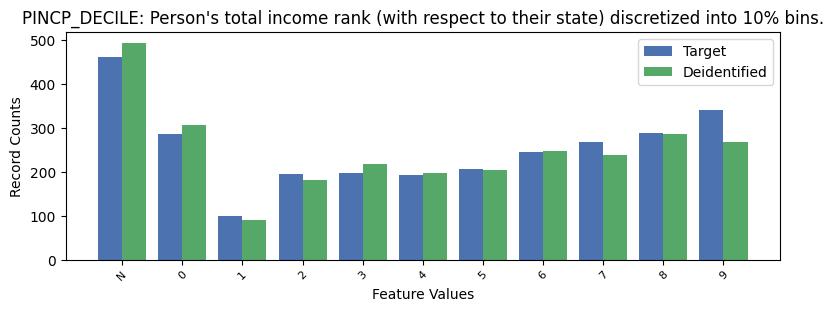 PINCP_DECILE: Person's total income rank (with respect to their state) discretized into 10% bins.
Target
Deidentified
Record Counts
500
400
300
200
100
0
N 0 1 2 3 4 5 6 7 8 9
Feature Values